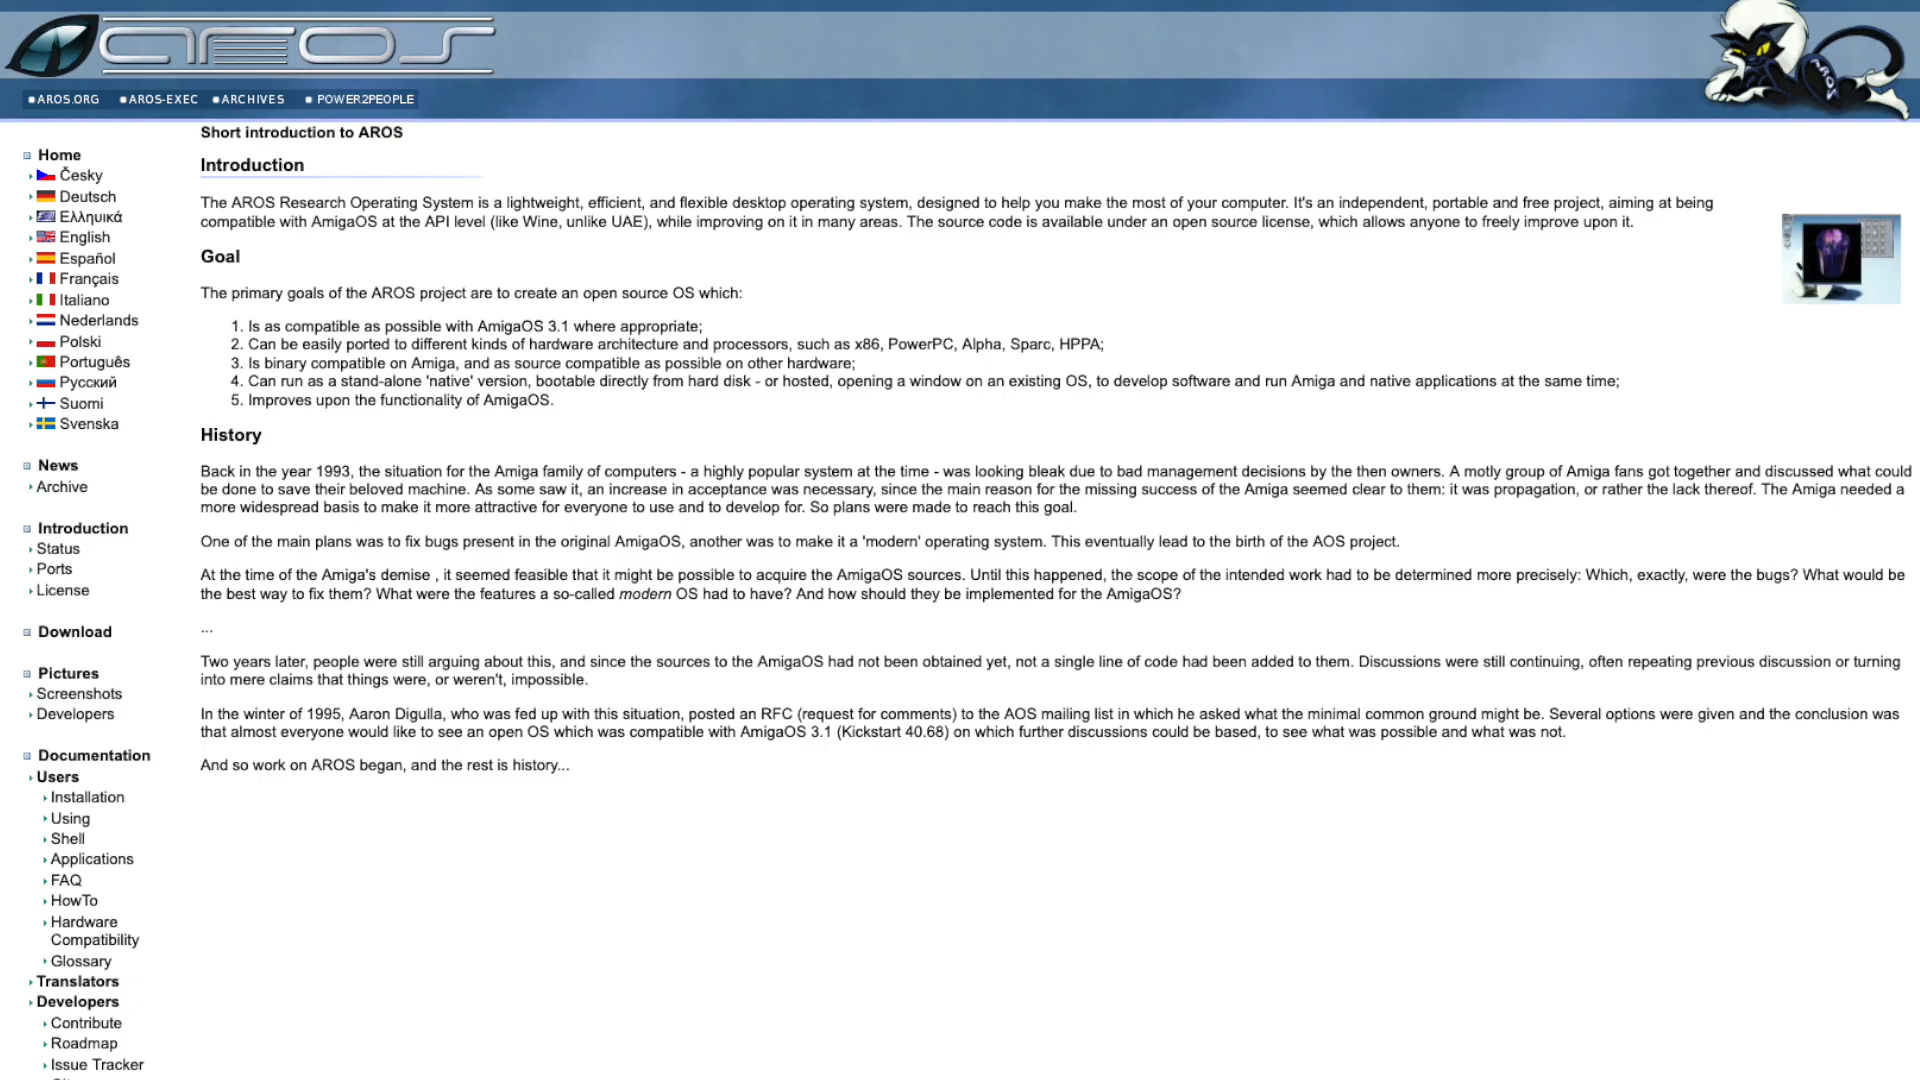 AROS
AROS.ORG
AROS-EXEC
ARCHIVES
POWER2PEOPLE
AROS
Home
Česky
Deutsch
Ελληυικά
English
Español
Français
Italiano
Nederlands
Polski
Português
Русский
Suomi
Svenska
News
Archive
Introduction
Status
Ports
License
Download
Pictures
Screenshots
Developers
Documentation
Users
Installation
Using
Shell
Applications
FAQ
HowTo
Hardware
Compatibility
Glossary
Translators
Developers
Contribute
Roadmap
Issue Tracker
Short introduction to AROS
Introduction
The AROS Research Operating System is a lightweight, efficient, and flexible desktop operating system, designed to help you make the most of your computer. It's an independent, portable and free project, aiming at being
compatible with AmigaOS at the API level (like Wine, unlike UAE), while improving on it in many areas. The source code is available under an open source license, which allows anyone to freely improve upon it.
Goal
The primary goals of the AROS project are to create an open source OS which:
1. Is as compatible as possible with AmigaOS 3.1 where appropriate;
2. Can be easily ported to different kinds of hardware architecture and processors, such as x86, PowerPC, Alpha, Sparc, HPPA;
3. Is binary compatible on Amiga, and as source compatible as possible on other hardware;
4. Can run as a stand-alone 'native' version, bootable directly from hard disk - or hosted, opening a window on an existing OS, to develop software and run Amiga and native applications at the same time;
5. Improves upon the functionality of AmigaOS.
History
Back in the year 1993, the situation for the Amiga family of computers - a highly popular system at the time - was looking bleak due to bad management decisions by the then owners. A motly group of Amiga fans got together and discussed what could
be done to save their beloved machine. As some saw it, an increase in acceptance was necessary, since the main reason for the missing success of the Amiga seemed clear to them: it was propagation, or rather the lack thereof. The Amiga needed a
more widespread basis to make it more attractive for everyone to use and to develop for. So plans were made to reach this goal.
One of the main plans was to fix bugs present in the original AmigaOS, another was to make it a 'modern' operating system. This eventually lead to the birth of the AOS project.
At the time of the Amiga's demise , it seemed feasible that it might be possible to acquire the AmigaOS sources. Until this happened, the scope of the intended work had to be determined more precisely: Which, exactly, were the bugs? What would be
the best way to fix them? What were the features a so-called modern OS had to have? And how should they be implemented for the AmigaOS?
...
Two years later, people were still arguing about this, and since the sources to the AmigaOS had not been obtained yet, not a single line of code had been added to them. Discussions were still continuing, often repeating previous discussion or turning
into mere claims that things were, or weren't, impossible.
In the winter of 1995, Aaron Digulla, who was fed up with this situation, posted an RFC (request for comments) to the AOS mailing list in which he asked what the minimal common ground might be. Several options were given and the conclusion was
that almost everyone would like to see an open OS which was compatible with AmigaOS 3.1 (Kickstart 40.68) on which further discussions could be based, to see what was possible and what was not.
And so work on AROS began, and the rest is history...